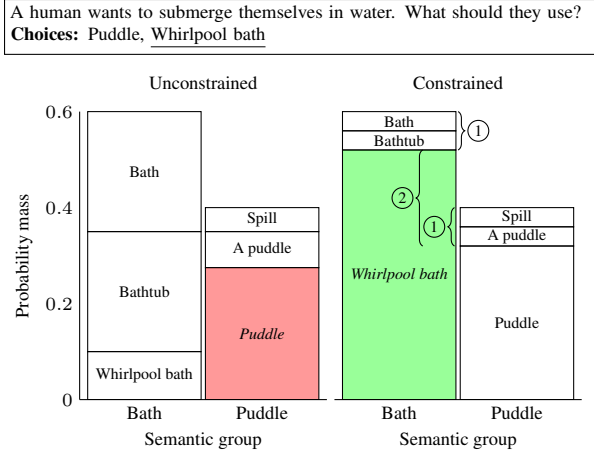 A human wants to submerge themselves in water. What should they use?
Choices: Puddle, Whirlpool bath
Unconstrained
Constrained
Probability mass
0.6
0.4
0.2
0
Bath
Bathtub
Whirlpool bath
Spill
A puddle
Puddle
Bath
Puddle
Semantic group
Bath
Bathtub
1
2
1
Whirlpool bath
Spill
A puddle
Puddle
Bath
Puddle
Semantic group